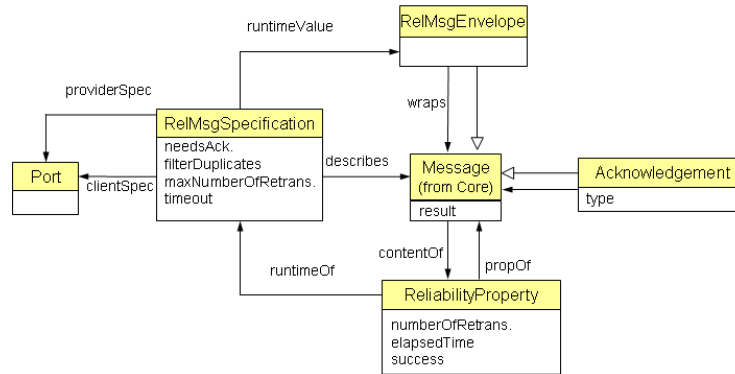 RelMsgEnvelope
runtimeValue
providerSpec
wraps
RelMsgSpecification
needsAck.
filterDuplicates
maxNumberOfRetrans.
timeout
describes
Message
(from Core)
result
Acknowledgement
type
Port
clientSpec
contentOf
propOf
runtimeOf
ReliabilityProperty
numberOfRetrans.
elapsedTime
success